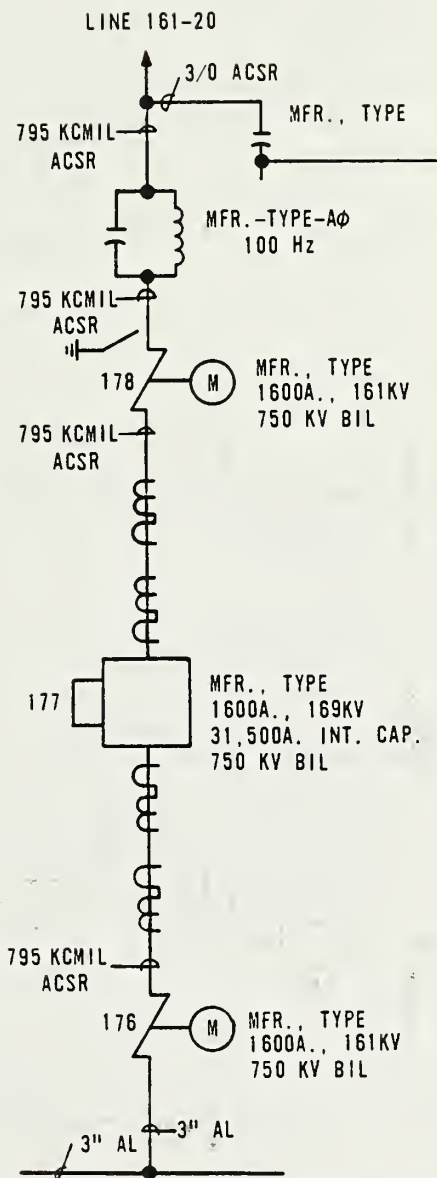 LINE 161-20
3/0 ACSR
MFR., TYPE
795 KCMIL
ACSR
MFR.-TYPE-AΦ
100 Hz
795 KCMIL
ACSR
178
M
MFR., TYPE
1600A., 161KV
750 KV BIL
795 KCMIL
ACSR
177
MFR., TYPE
1600A., 169KV
31,500A. INT. CAP.
750 KV BIL
795 KCMIL
ACSR
176
M
MFR., TYPE
1600A., 161KV
750 KV BIL
3" AL
3" AL